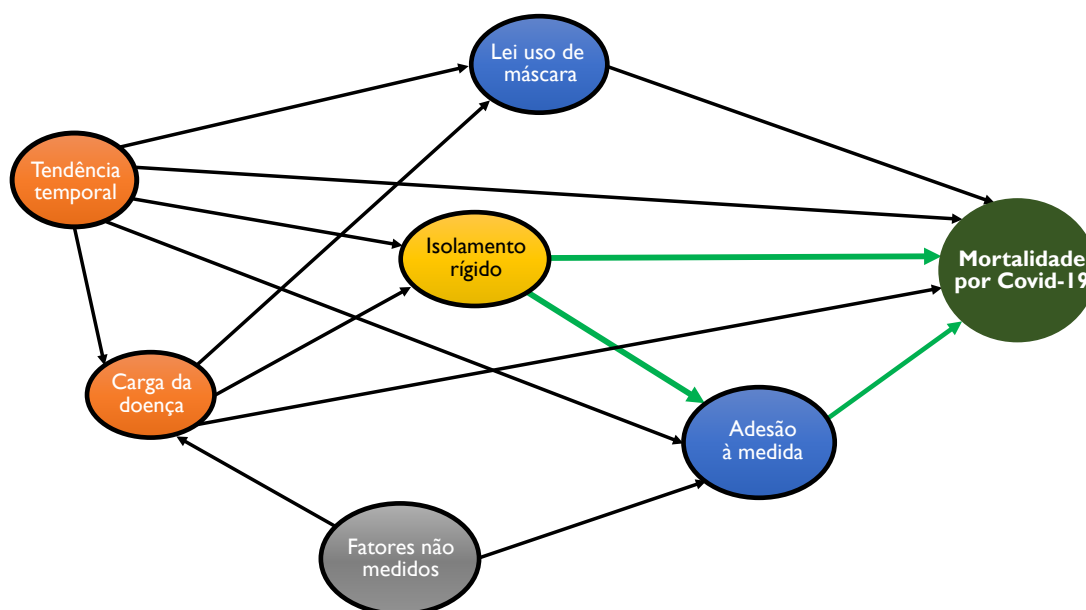 Lei uso de
máscara
Tendência
temporal
Isolamento
rígido
Mortalidade
por Covid-19
Carga da
doença
Adesão
à medida
Fatores não
medidos